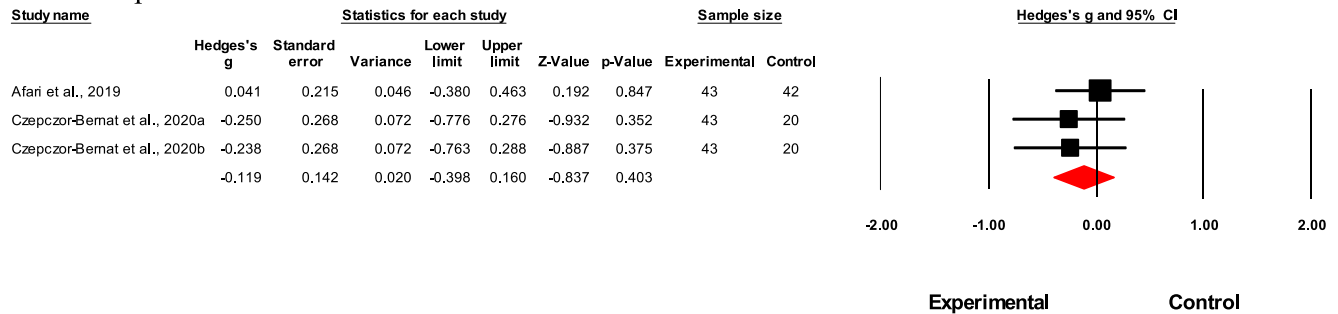 Study name Statistics for each study Sample size Hedges's g and 95% CI
Hedges's Standard Lower Upper
g error Variance limit limit Z-Value p-Value Experimental Control
Afari et al., 2019 0.041 0.215 0.046 -0.380 0.463 0.192 0.847 43 42
Czepczor-Bernat et al., 2020a -0.250 0.268 0.072 -0.776 0.276 -0.932 0.352 43 20
Czepczor-Bernat et al., 2020b -0.238 0.268 0.072 -0.763 0.288 -0.887 0.375 43 20
-0.119 0.142 0.020 -0.398 0.160 -0.837 0.403
-2.00 -1.00 0.00 1.00 2.00
Experimental Control